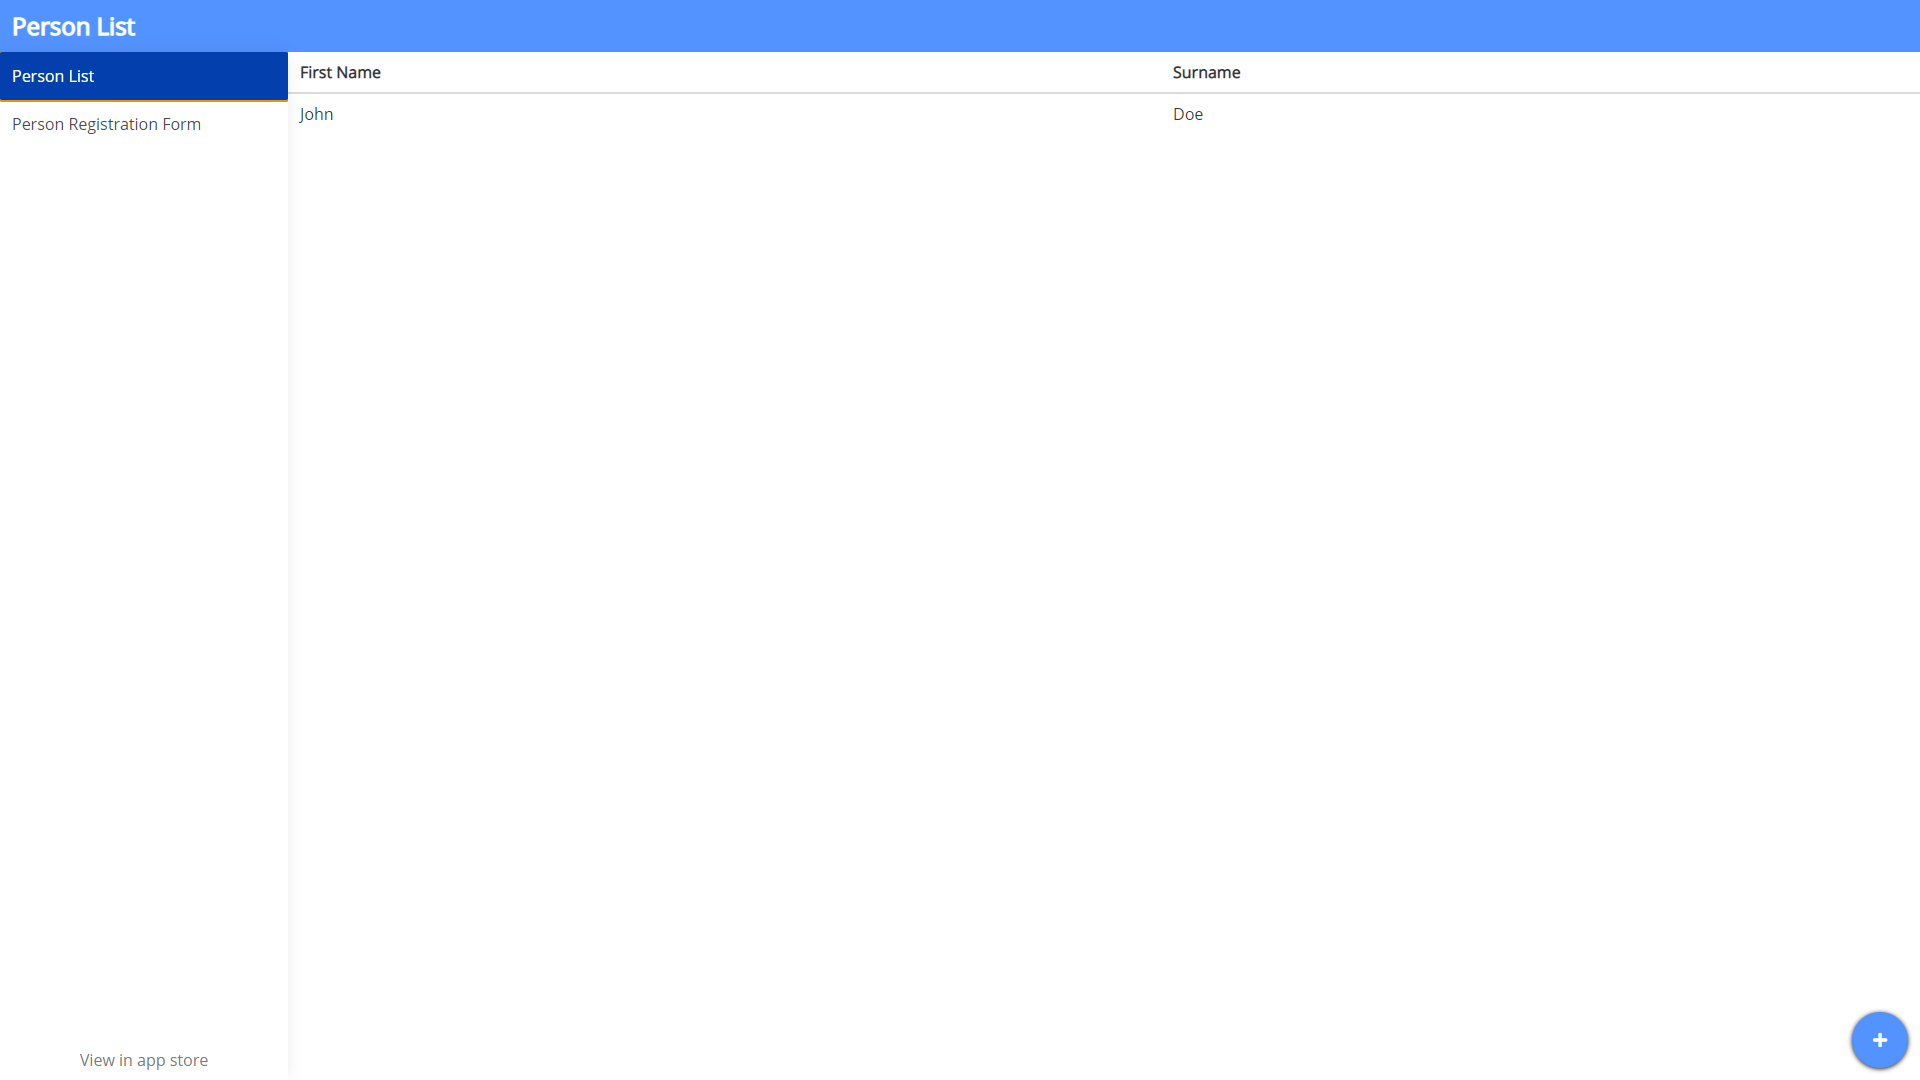 Person List
Person List
Person Registration Form
First Name Surname
John Doe
View in app store